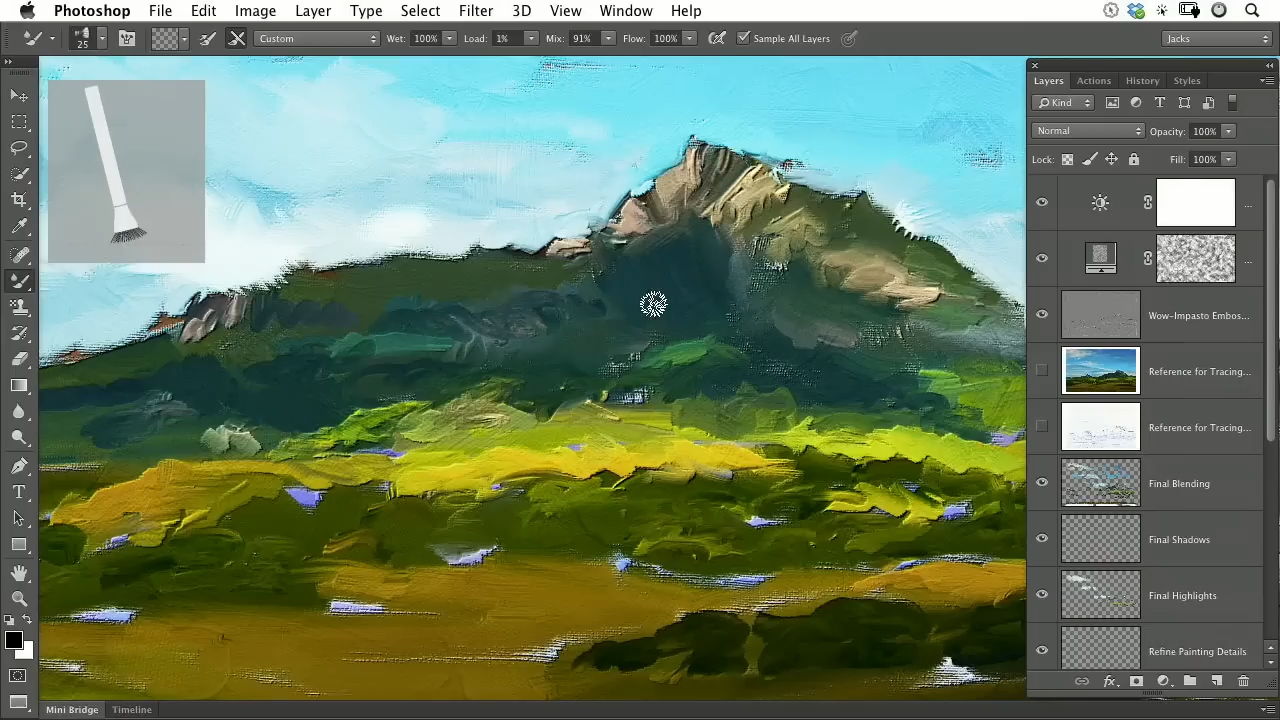 Photoshop File Edit Image Layer Type Select Filter 3D View Window Help
25 Custom Wet: 100% Load: 1% Mix: 91% Flow: 100% Sample All Layers Jacks
Layers Actions History Styles
Kind
Normal Opacity: 100%
Lock: Fill: 100%
...
...
Wow-Impasto Embos...
Reference for Tracing...
Reference for Tracing...
Final Blending
Final Shadows
Final Highlights
Refine Painting Details
Mini Bridge Timeline